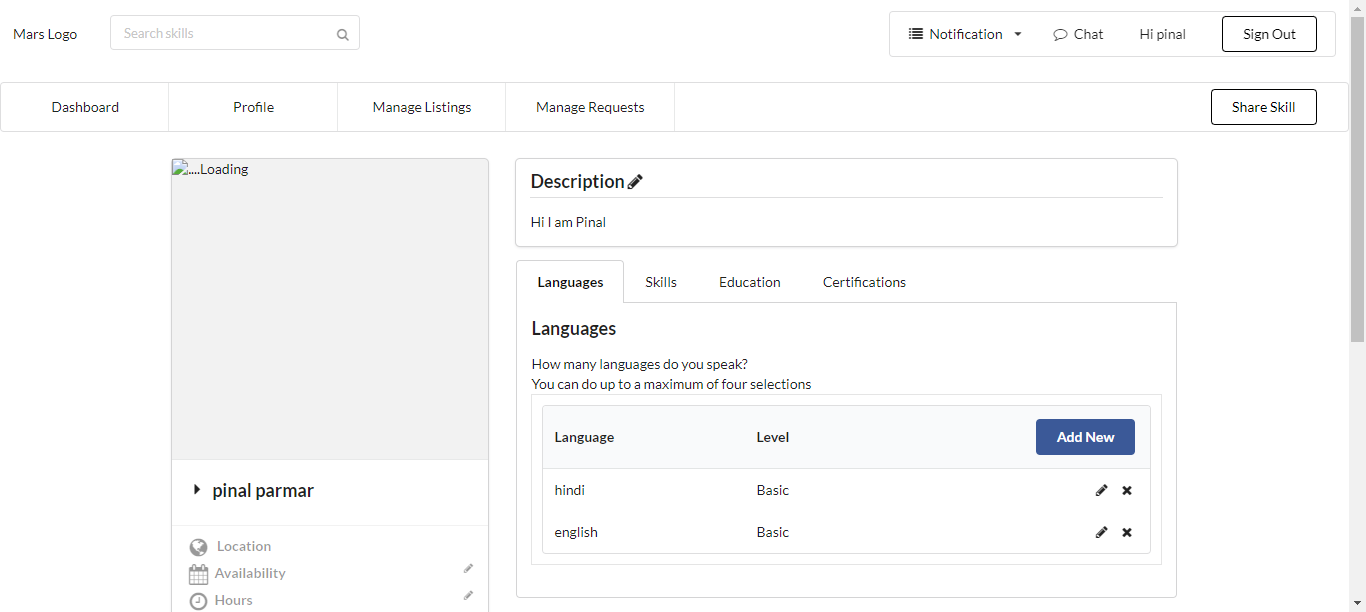 Mars Logo
Search skills
Notification
Chat
Hi pinal
Sign Out
Dashboard
Profile
Manage Listings
Manage Requests
Share Skill
....Loading
pinal parmar
Location
Availability
Hours
Description
Hi I am Pinal
Languages
Skills
Education
Certifications
Languages
How many languages do you speak?
You can do up to a maximum of four selections
Language Level Add New
hindi Basic
english Basic